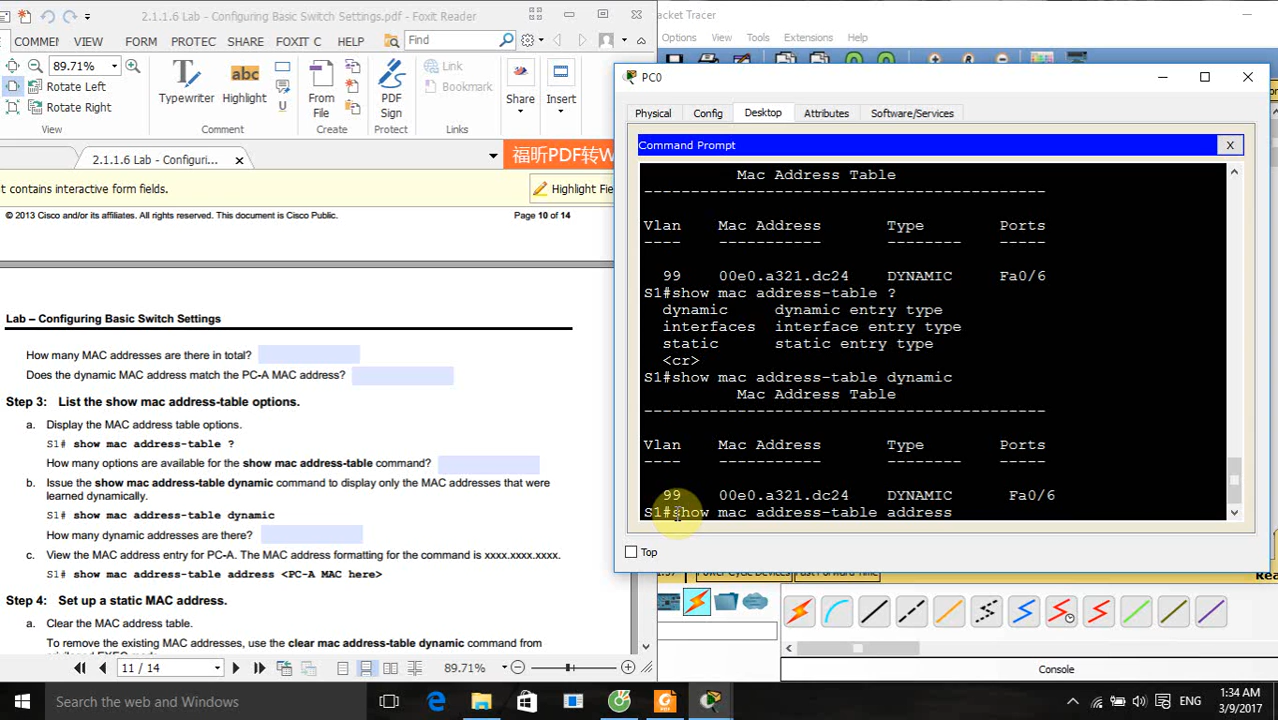 2.1.1.6 Lab - Configuring Basic Switch Settings.pdf - Foxit Reader
COMMEN VIEW FORM PROTEC SHARE FOXIT C HELP Find
89.71%
Rotate Left
Rotate Right
View
Typewriter
Highlight
Comment
From
File
Create
PDF
Sign
Protect
Link
Bookmark
Links
Share
Insert
2.1.1.6 Lab - Configuri...
福昕PDF转W
t contains interactive form fields.
Highlight Fie
© 2013 Cisco and/or its affiliates. All rights reserved. This document is Cisco Public.
Page 10 of 14
Lab – Configuring Basic Switch Settings
How many MAC addresses are there in total?
Does the dynamic MAC address match the PC-A MAC address?
Step 3: List the show mac address-table options.
a. Display the MAC address table options.
S1# show mac address-table ?
How many options are available for the show mac address-table command?
b. Issue the show mac address-table dynamic command to display only the MAC addresses that were
learned dynamically.
S1# show mac address-table dynamic
How many dynamic addresses are there?
c. View the MAC address entry for PC-A. The MAC address formatting for the command is xxxx.xxxx.xxxx.
S1# show mac address-table address <PC-A MAC here>
Step 4: Set up a static MAC address.
a. Clear the MAC address table.
To remove the existing MAC addresses, use the clear mac address-table dynamic command from
11 / 14
89.71%
acket Tracer
Options View Tools Extensions Help
PC0
Physical Config Desktop Attributes Software/Services
Command Prompt
X
Mac Address Table
-------------------------------------------
Vlan Mac Address Type Ports
---- ----------- -------- -----
99 00e0.a321.dc24 DYNAMIC Fa0/6
S1#show mac address-table ?
dynamic dynamic entry type
interfaces interface entry type
static static entry type
<cr>
S1#show mac address-table dynamic
Mac Address Table
-------------------------------------------
Vlan Mac Address Type Ports
---- ----------- -------- -----
99 00e0.a321.dc24 DYNAMIC Fa0/6
S1#show mac address-table address
Top
Console
Search the web and Windows
ENG
1:34 AM
3/9/2017